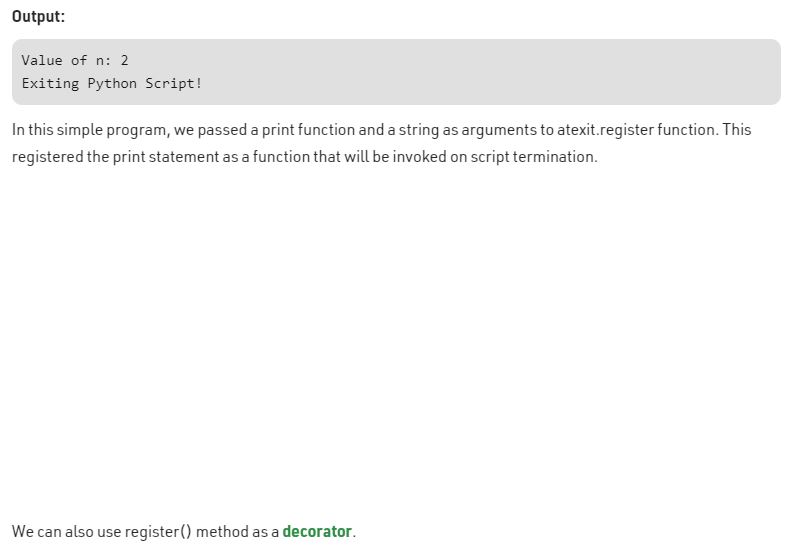 Output:
Value of n: 2
Exiting Python Script!
In this simple program, we passed a print function and a string as arguments to atexit.register function. This
registered the print statement as a function that will be invoked on script termination.
We can also use register() method as a decorator.